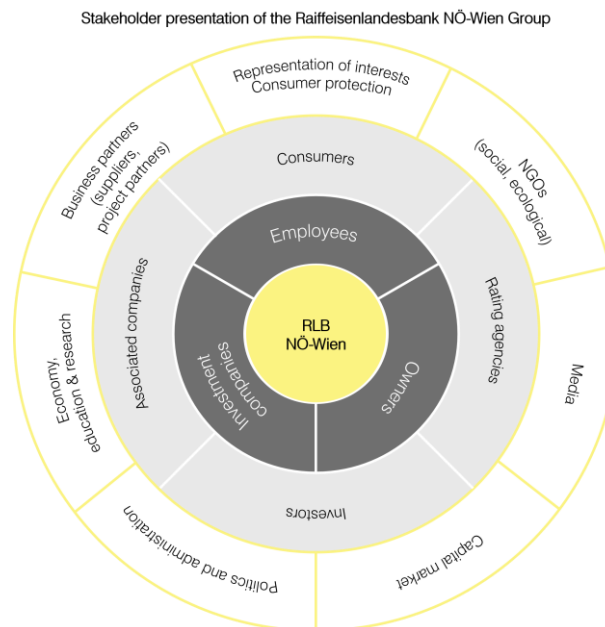 Stakeholder presentation of the Raiffeisenlandesbank NÖ-Wien Group
Representation of interests
Consumer protection
Business partners
(suppliers,
project partners)
NGOs
(social, ecological)
Consumers
Employees
Associated companies
Rating agencies
RLB
NÖ-Wien
Investment
companies
Owners
Economy,
education & research
Media
Investors
Politics and administration
Capital market